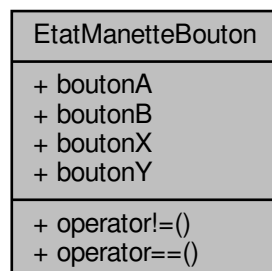 EtatManetteBouton
+ boutonA
+ boutonB
+ boutonX
+ boutonY
+ operator!=()
+ operator==()